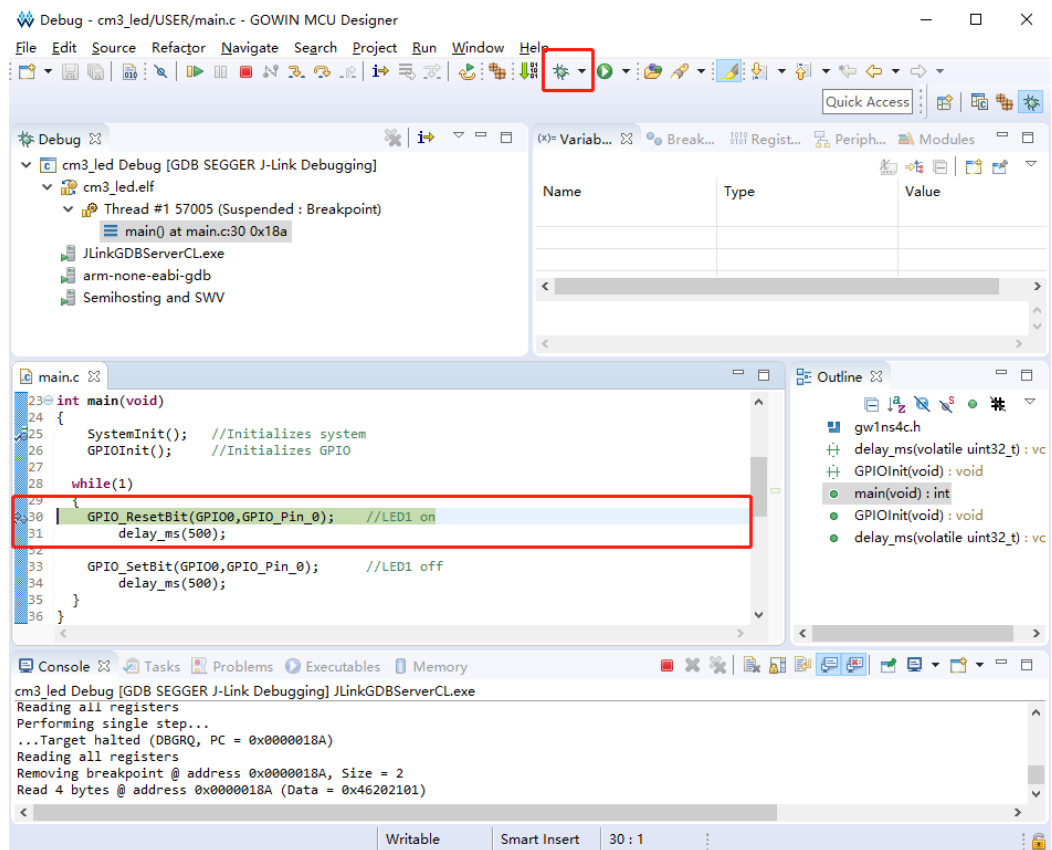 Debug - cm3_led/USER/main.c - GOWIN MCU Designer
File Edit Source Refactor Navigate Search Project Run Window Help
Quick Access
Debug
cm3_led Debug [GDB SEGGER J-Link Debugging]
cm3_led.elf
Thread #1 57005 (Suspended : Breakpoint)
main() at main.c:30 0x18a
JLinkGDBServerCL.exe
arm-none-eabi-gdb
Semihosting and SWV
(x)= Variab... Break... Regist... Periph... Modules
Name Type Value
main.c
23 int main(void)
24 {
25 SystemInit(); //Initializes system
26 GPIOInit(); //Initializes GPIO
27
28 while(1)
29 {
30 GPIO_ResetBit(GPIO0,GPIO_Pin_0); //LED1 on
31 delay_ms(500);
32
33 GPIO_SetBit(GPIO0,GPIO_Pin_0); //LED1 off
34 delay_ms(500);
35 }
36 }
Outline
gw1ns4c.h
delay_ms(volatile uint32_t) : vc
GPIOInit(void) : void
main(void) : int
GPIOInit(void) : void
delay_ms(volatile uint32_t) : vc
Console Tasks Problems Executables Memory
cm3_led Debug [GDB SEGGER J-Link Debugging] JLinkGDBServerCL.exe
Reading all registers
Performing single step...
...Target halted (DBGRQ, PC = 0x0000018A)
Reading all registers
Removing breakpoint @ address 0x0000018A, Size = 2
Read 4 bytes @ address 0x0000018A (Data = 0x46202101)
Writable Smart Insert 30 : 1